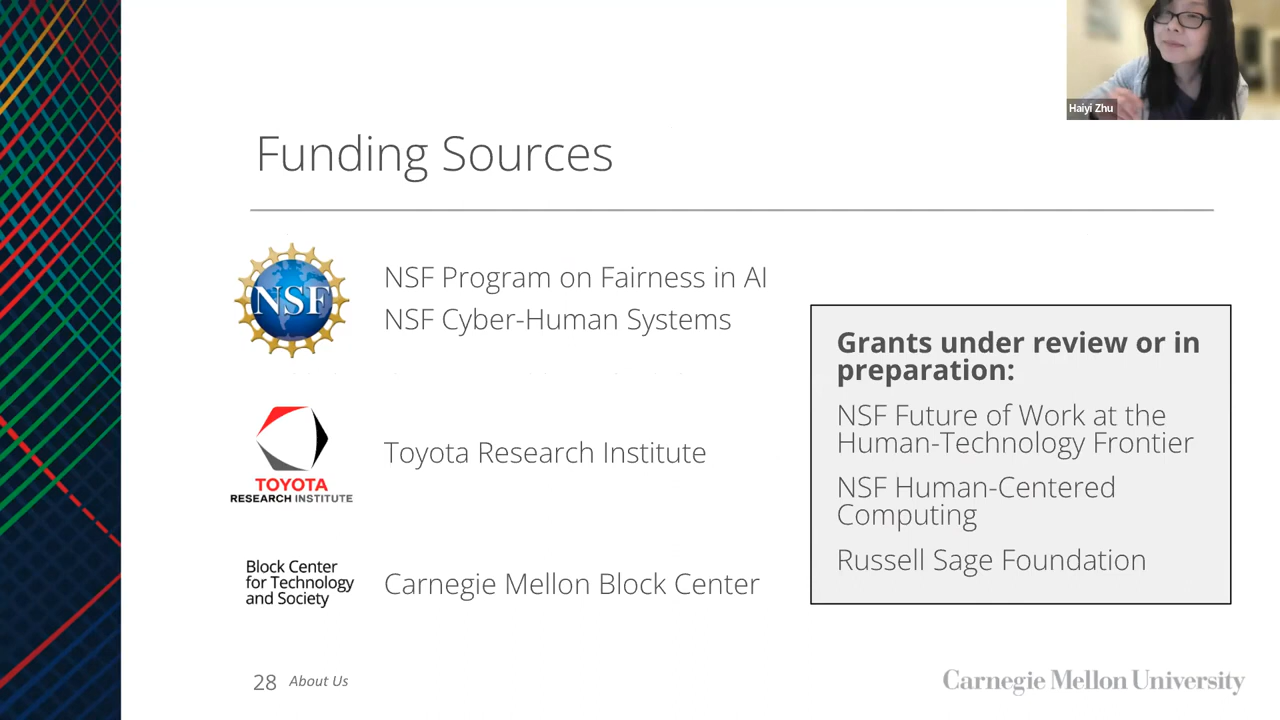 Haiyi Zhu
Funding Sources
NSF
NSF Program on Fairness in AI
NSF Cyber-Human Systems
TOYOTA
RESEARCH INSTITUTE
Toyota Research Institute
Block Center
for Technology
and Society
Carnegie Mellon Block Center
Grants under review or in
preparation:
NSF Future of Work at the
Human-Technology Frontier
NSF Human-Centered
Computing
Russell Sage Foundation
28 About Us
Carnegie Mellon University